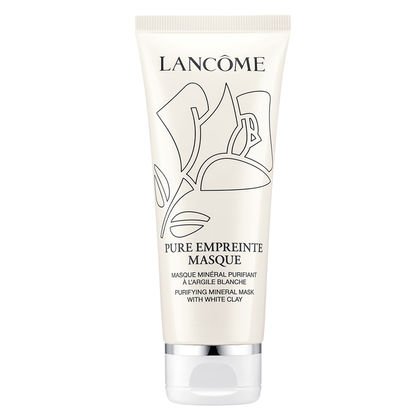 LANCÔME
PURE EMPREINTE
MASQUE
MASQUE MINÉRAL PURIFIANT
À L'ARGILE BLANCHE
PURIFYING MINERAL MASK
WITH WHITE CLAY